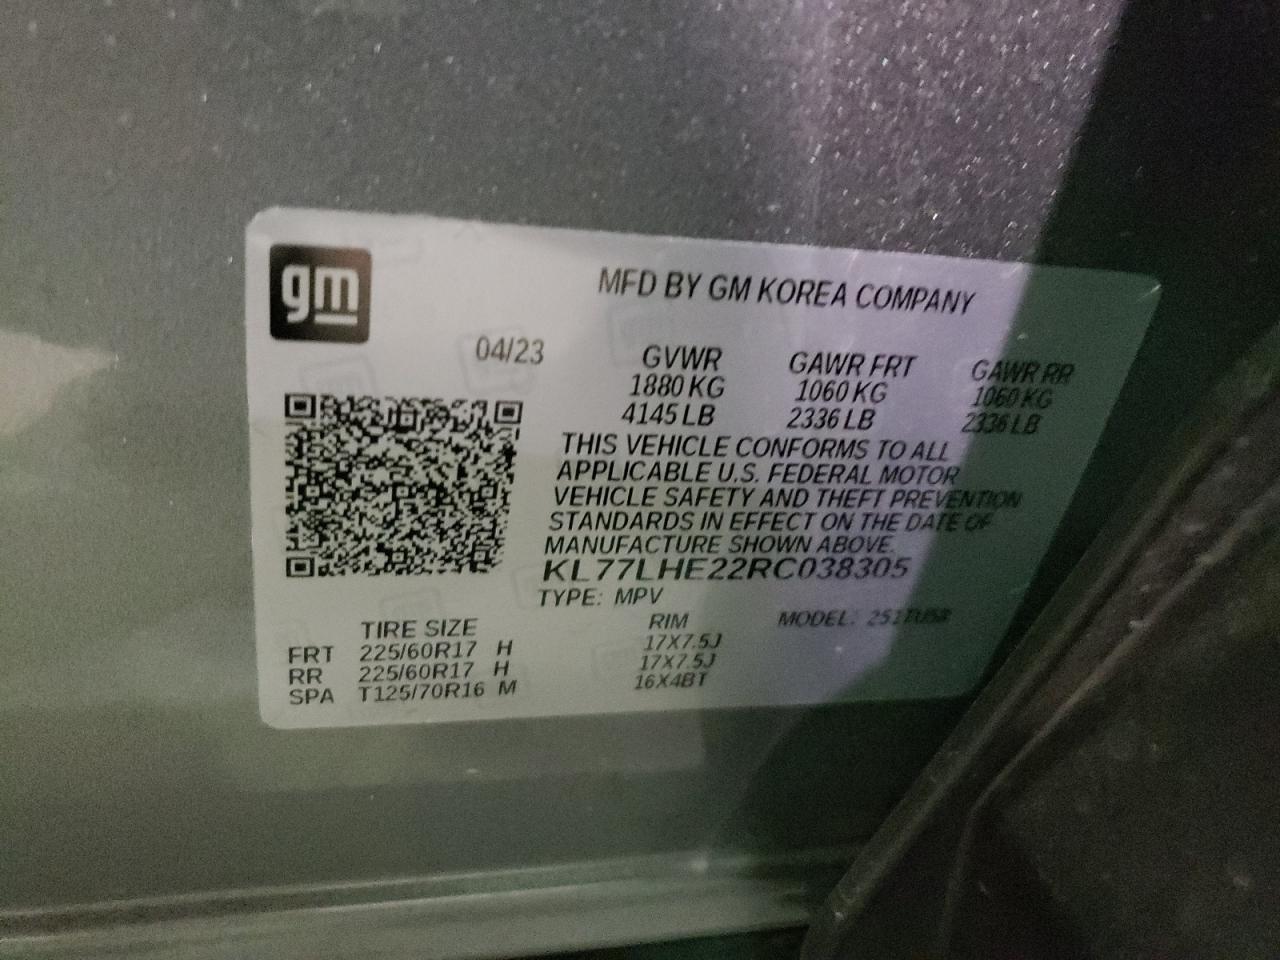 gm
MFD BY GM KOREA COMPANY
04/23 GVWR GAWR FRT GAWR RR
1880 KG 1060 KG 1060 KG
4145 LB 2336 LB 2336 LB
THIS VEHICLE CONFORMS TO ALL
APPLICABLE U.S. FEDERAL MOTOR
VEHICLE SAFETY AND THEFT PREVENTION
STANDARDS IN EFFECT ON THE DATE OF
MANUFACTURE SHOWN ABOVE.
KL77LHE22RC038305
TYPE: MPV
TIRE SIZE RIM MODEL:
FRT 225/60R17 H 17X7.5J
RR 225/60R17 H 17X7.5J
SPA T125/70R16 M 16X4BT